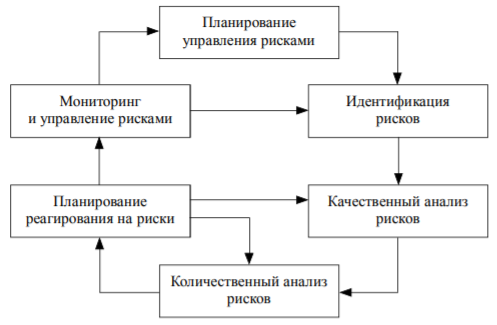 Планирование
управления рисками
Мониторинг
и управление рисками
Идентификация
рисков
Планирование
реагирования на риски
Качественный анализ
рисков
Количественный анализ
рисков